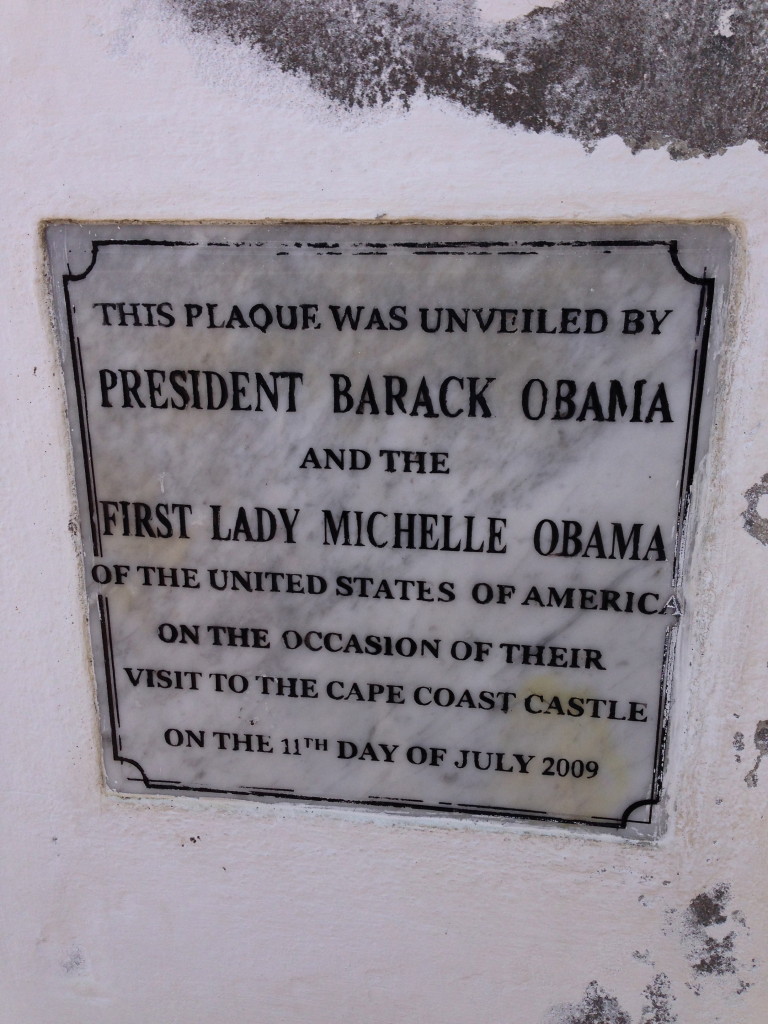 THIS PLAQUE WAS UNVEILED BY
PRESIDENT BARACK OBAMA
AND THE
FIRST LADY MICHELLE OBAMA
OF THE UNITED STATES OF AMERICA
ON THE OCCASION OF THEIR
VISIT TO THE CAPE COAST CASTLE
ON THE 11TH DAY OF JULY 2009